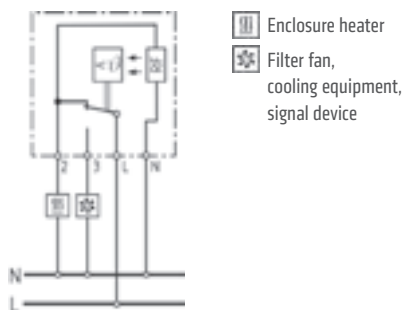 Enclosure heater
Filter fan,
cooling equipment,
signal device
2 3 L N
N
L